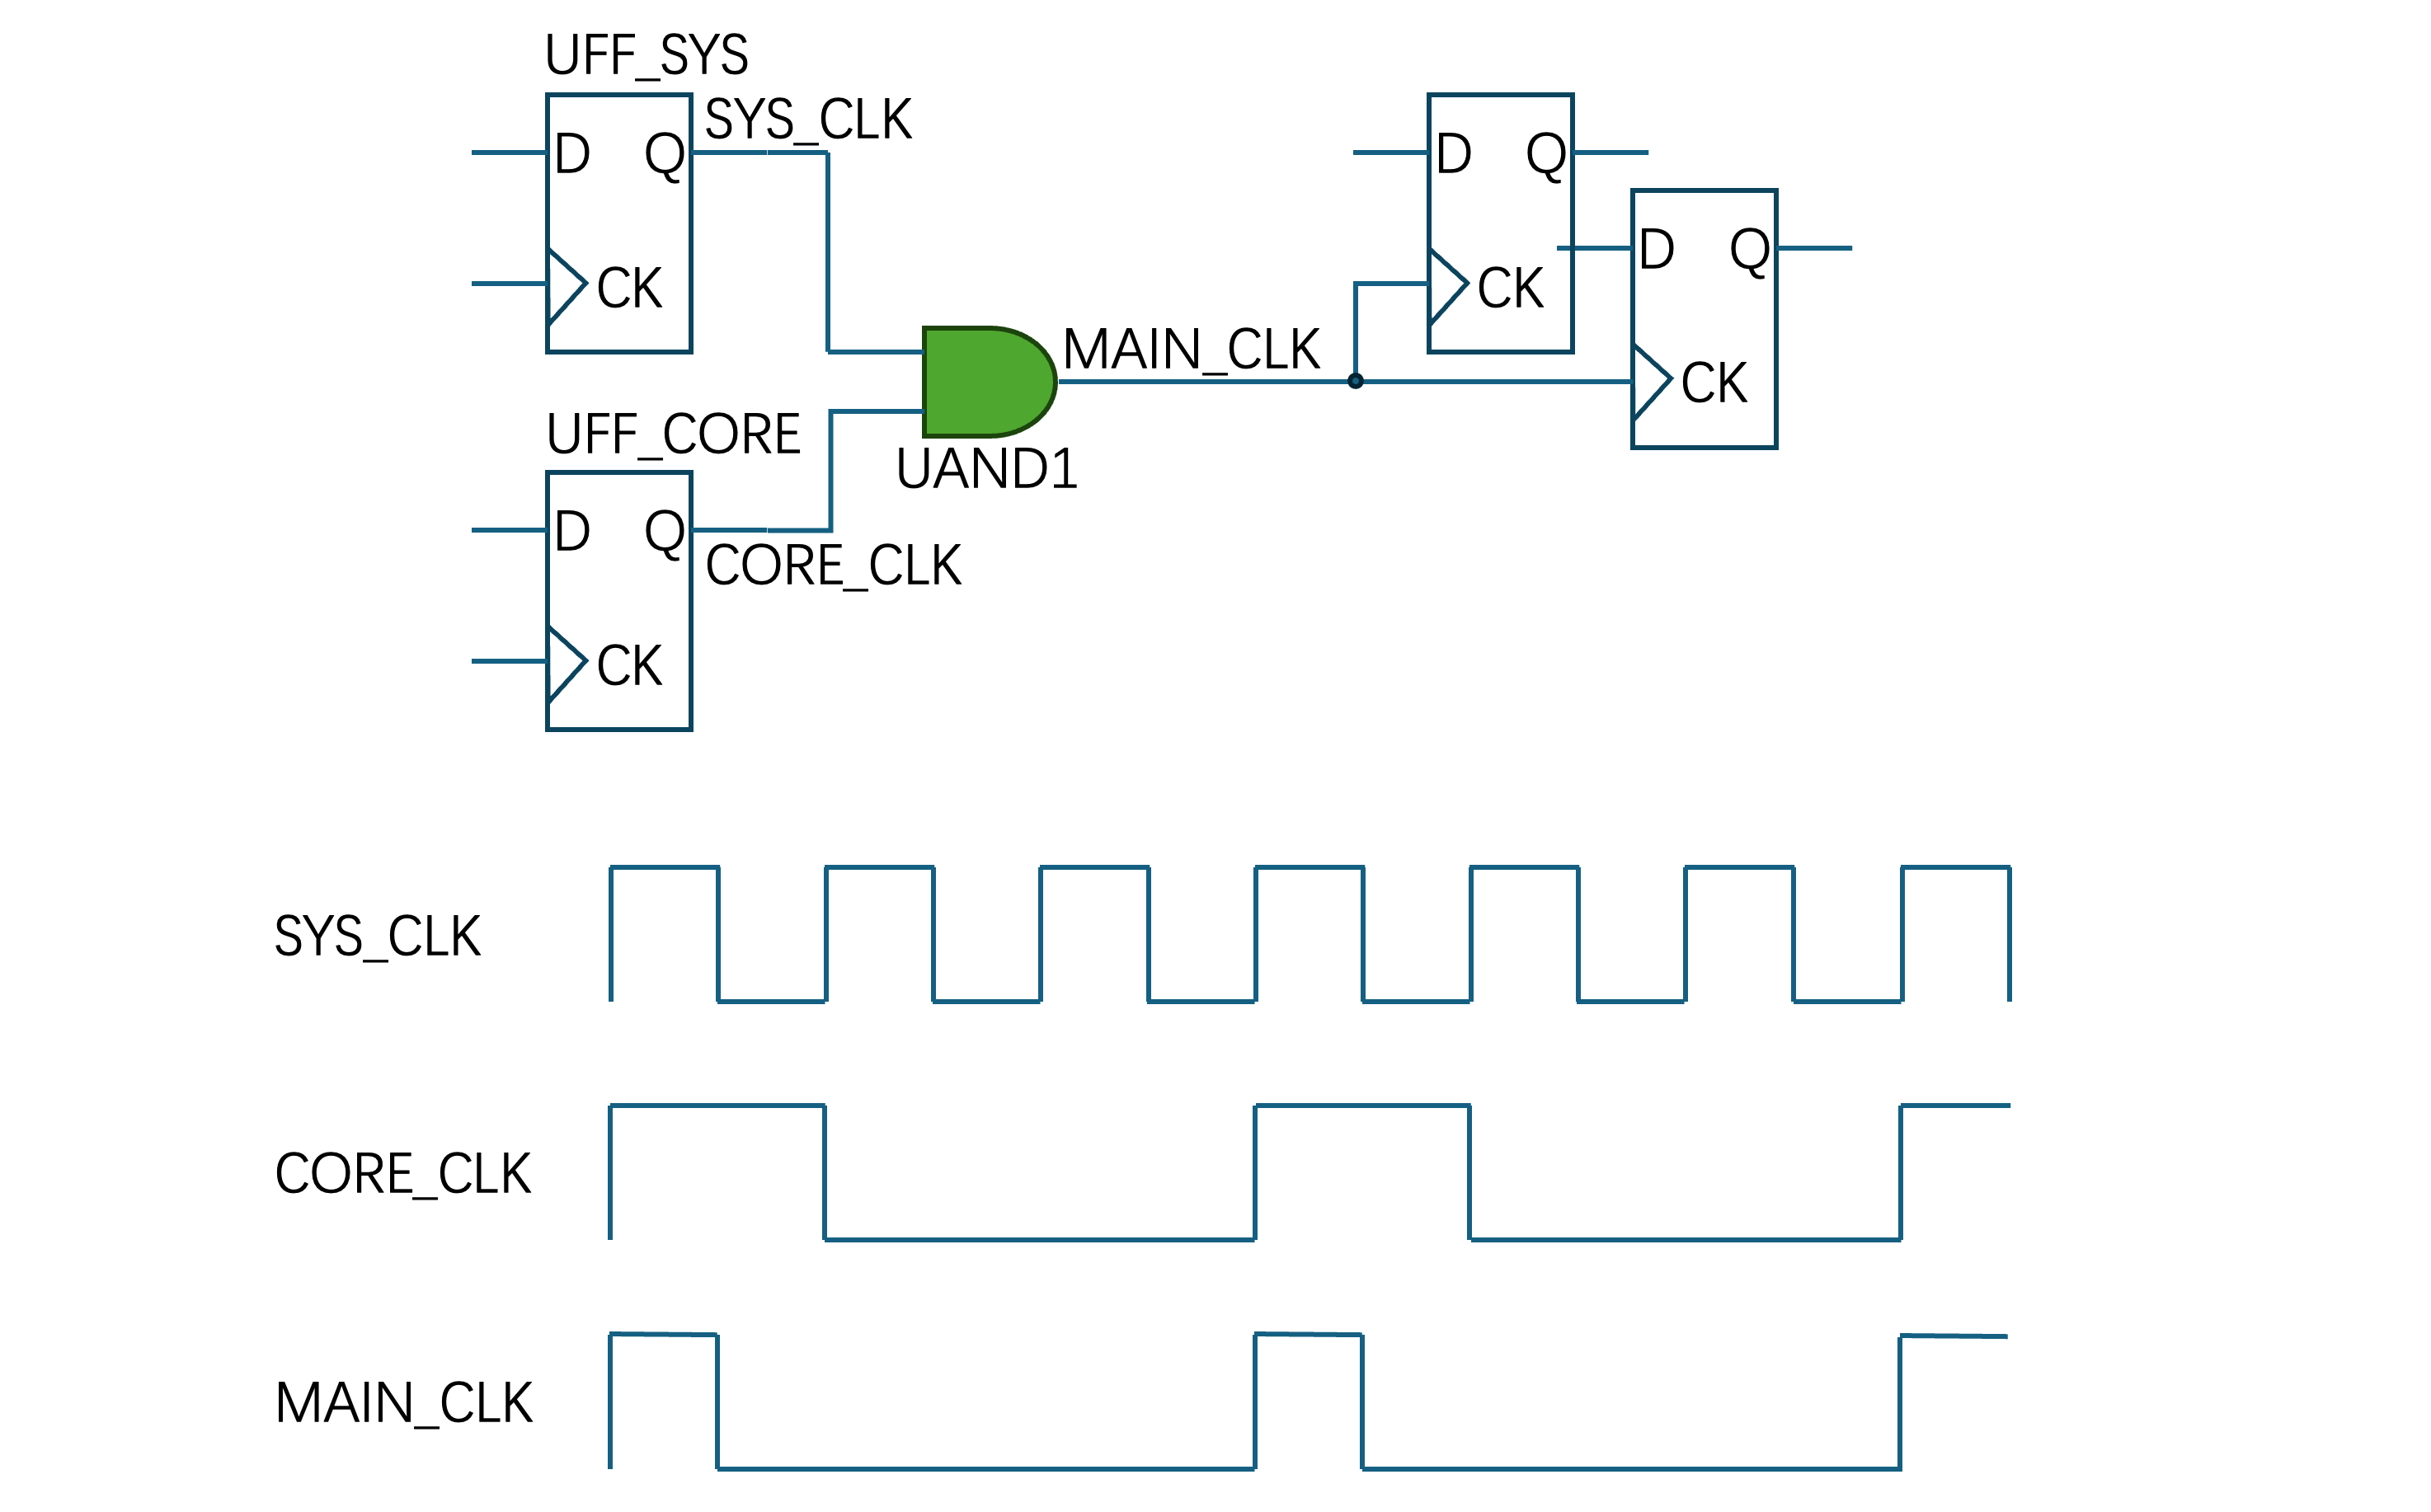 UFF_SYS
SYS_CLK
D Q
CK
D Q
CK
D Q
CK
MAIN_CLK
UAND1
UFF_CORE
D Q
CK
CORE_CLK
SYS_CLK
CORE_CLK
MAIN_CLK